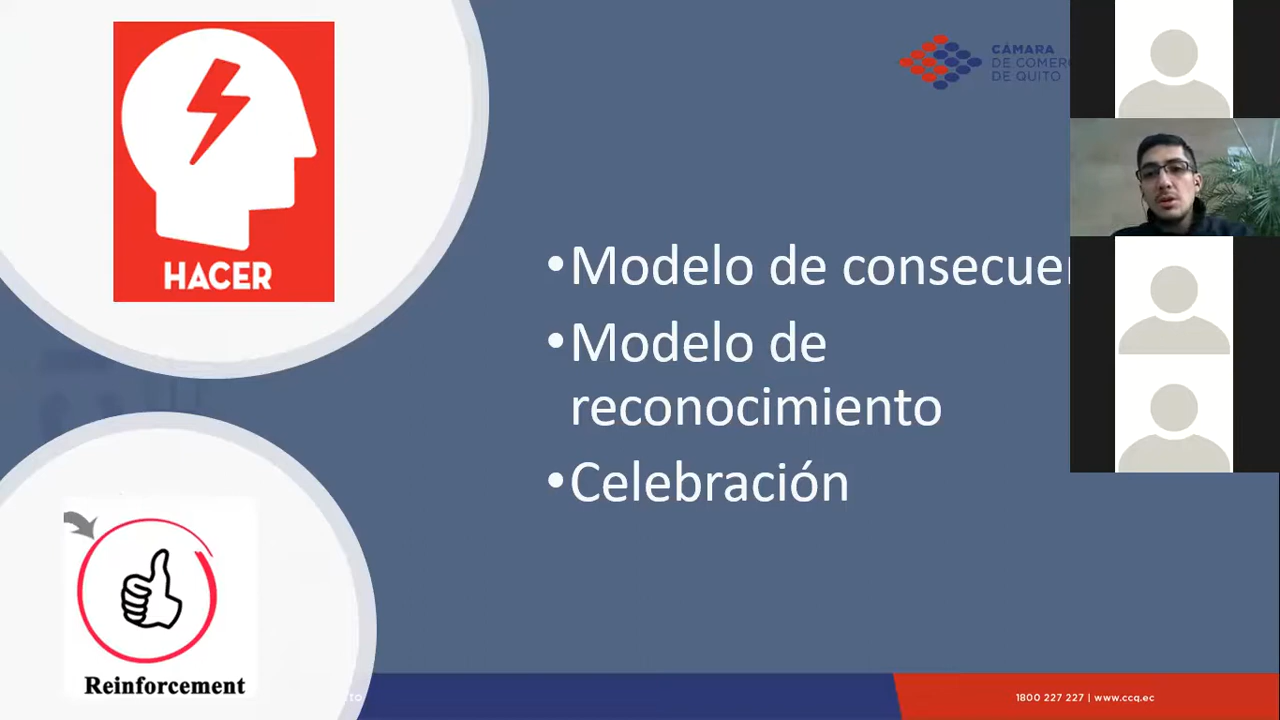 HACER
CÁMARA
DE COMER
DE QUITO
•Modelo de consecue
•Modelo de
reconocimiento
•Celebración
Reinforcement
1800 227 227 | www.ccq.ec